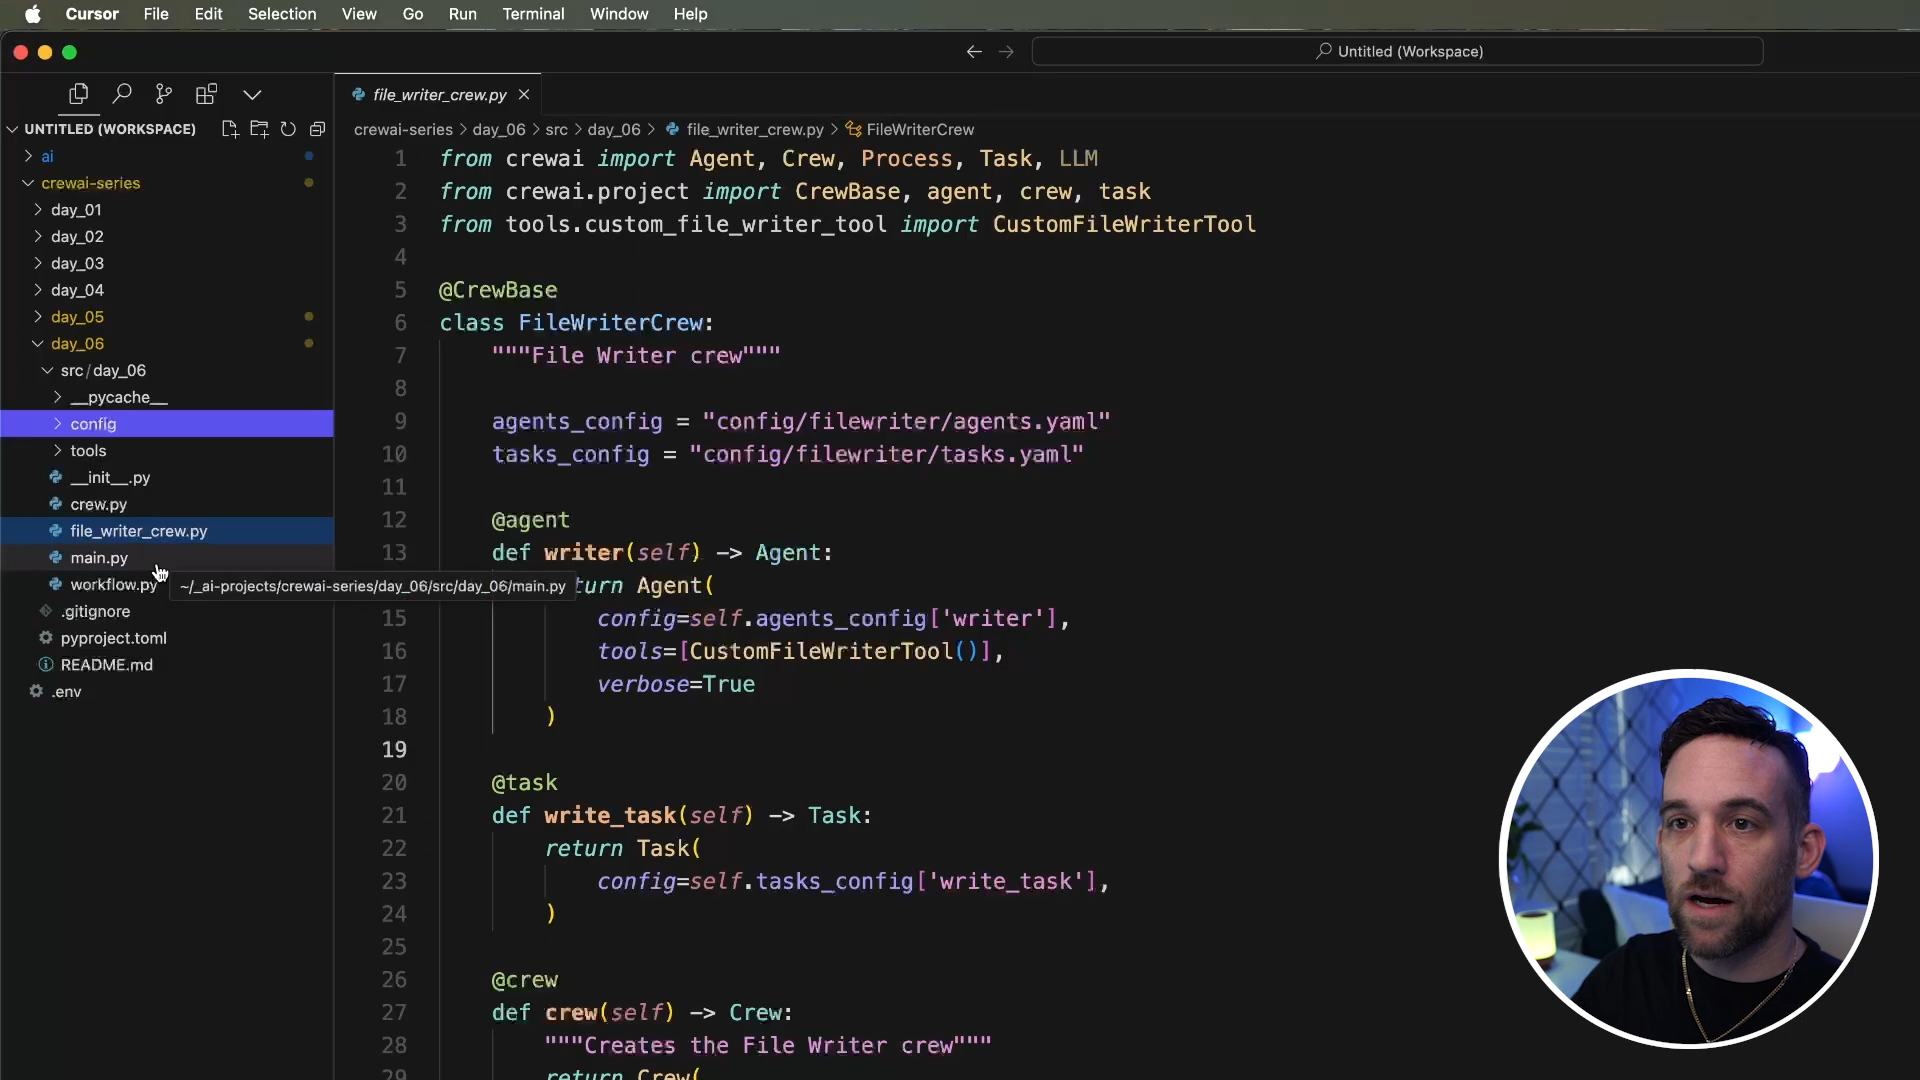 Cursor File Edit Selection View Go Run Terminal Window Help
Untitled (Workspace)
file_writer_crew.py
UNTITLED (WORKSPACE)
crewai-series > day_06 > src > day_06 > file_writer_crew.py > FileWriterCrew
ai
crewai-series
day_01
day_02
day_03
day_04
day_05
day_06
src/day_06
__pycache__
config
tools
__init__.py
crew.py
file_writer_crew.py
main.py
workflow.py
~/_ai-projects/crewai-series/day_06/src/day_06/main.py
.gitignore
pyproject.toml
README.md
.env
1 from crewai import Agent, Crew, Process, Task, LLM
2 from crewai.project import CrewBase, agent, crew, task
3 from tools.custom_file_writer_tool import CustomFileWriterTool
4
5 @CrewBase
6 class FileWriterCrew:
7 """File Writer crew"""
8
9 agents_config = "config/filewriter/agents.yaml"
10 tasks_config = "config/filewriter/tasks.yaml"
11
12 @agent
13 def writer(self) -> Agent:
turn Agent(
15 config=self.agents_config['writer'],
16 tools=[CustomFileWriterTool()],
17 verbose=True
18 )
19
20 @task
21 def write_task(self) -> Task:
22 return Task(
23 config=self.tasks_config['write_task'],
24 )
25
26 @crew
27 def crew(self) -> Crew:
28 """Creates the File Writer crew"""
29 return Crew(